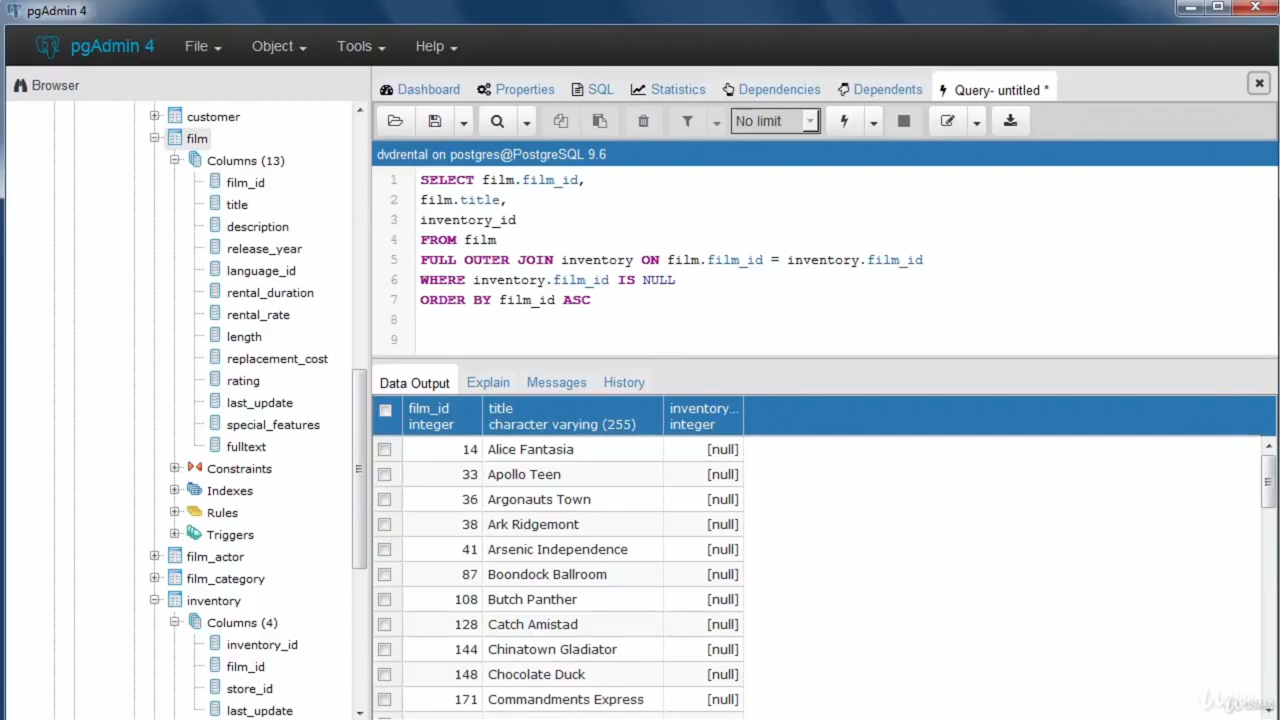 pgAdmin 4
pgAdmin 4 File Object Tools Help
Browser
Dashboard Properties SQL Statistics Dependencies Dependents Query- untitled *
customer
film
Columns (13)
film_id
title
description
release_year
language_id
rental_duration
rental_rate
length
replacement_cost
rating
last_update
special_features
fulltext
Constraints
Indexes
Rules
Triggers
film_actor
film_category
inventory
Columns (4)
inventory_id
film_id
store_id
last_update
No limit
dvdrental on postgres@PostgreSQL 9.6
1 SELECT film.film_id,
2 film.title,
3 inventory_id
4 FROM film
5 FULL OUTER JOIN inventory ON film.film_id = inventory.film_id
6 WHERE inventory.film_id IS NULL
7 ORDER BY film_id ASC
8
9
Data Output Explain Messages History
film_id title inventory...
integer character varying (255) integer
14 Alice Fantasia [null]
33 Apollo Teen [null]
36 Argonauts Town [null]
38 Ark Ridgemont [null]
41 Arsenic Independence [null]
87 Boondock Ballroom [null]
108 Butch Panther [null]
128 Catch Amistad [null]
144 Chinatown Gladiator [null]
148 Chocolate Duck [null]
171 Commandments Express [null]